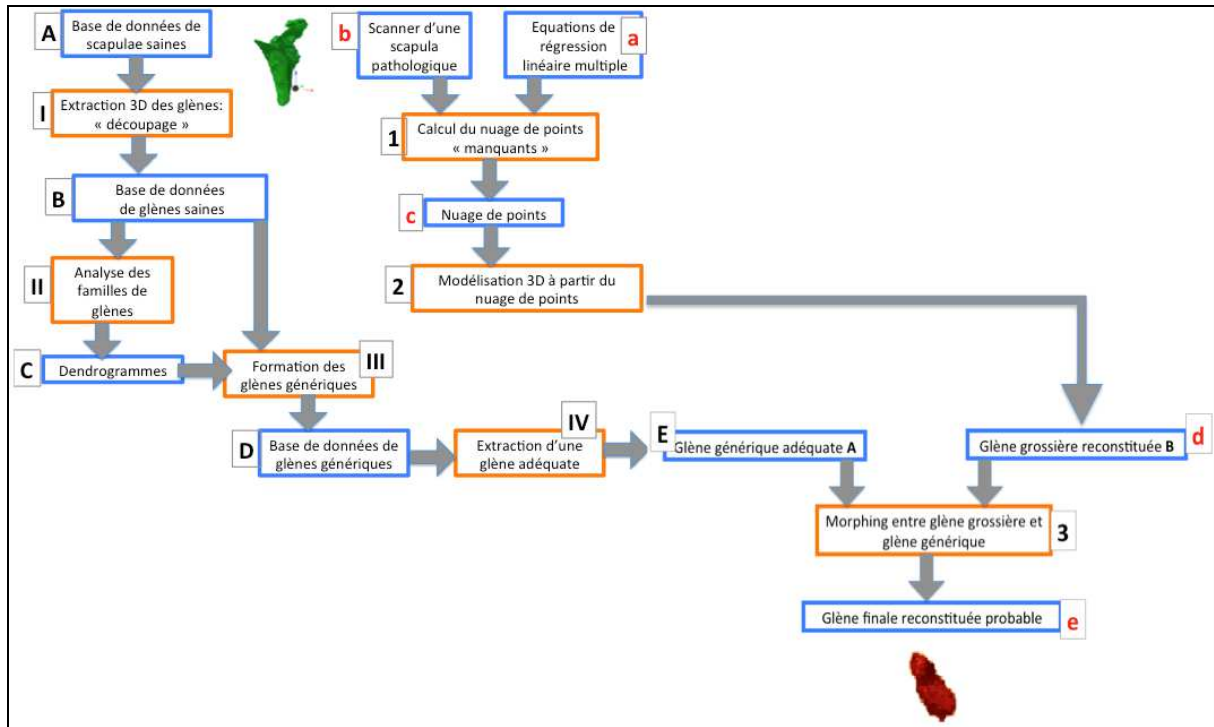 A
Base de données de
scapulae saines
I
Extraction 3D des glènes:
« découpage »
B
Base de données
de glènes saines
II
Analyse des
familles de
glènes
C
Dendrogrammes
III
Formation des
glènes génériques
D
Base de données de
glènes génériques
IV
Extraction d’une
glène adéquate
E
Glène générique adéquate A
b
Scanner d’une
scapula
pathologique
a
Equations de
régression
linéaire multiple
1
Calcul du nuage de points
« manquants »
c
Nuage de points
2
Modélisation 3D à partir du
nuage de points
d
Glène grossière reconstituée B
3
Morphing entre glène grossière et
glène générique
Glène finale reconstituée probable
e